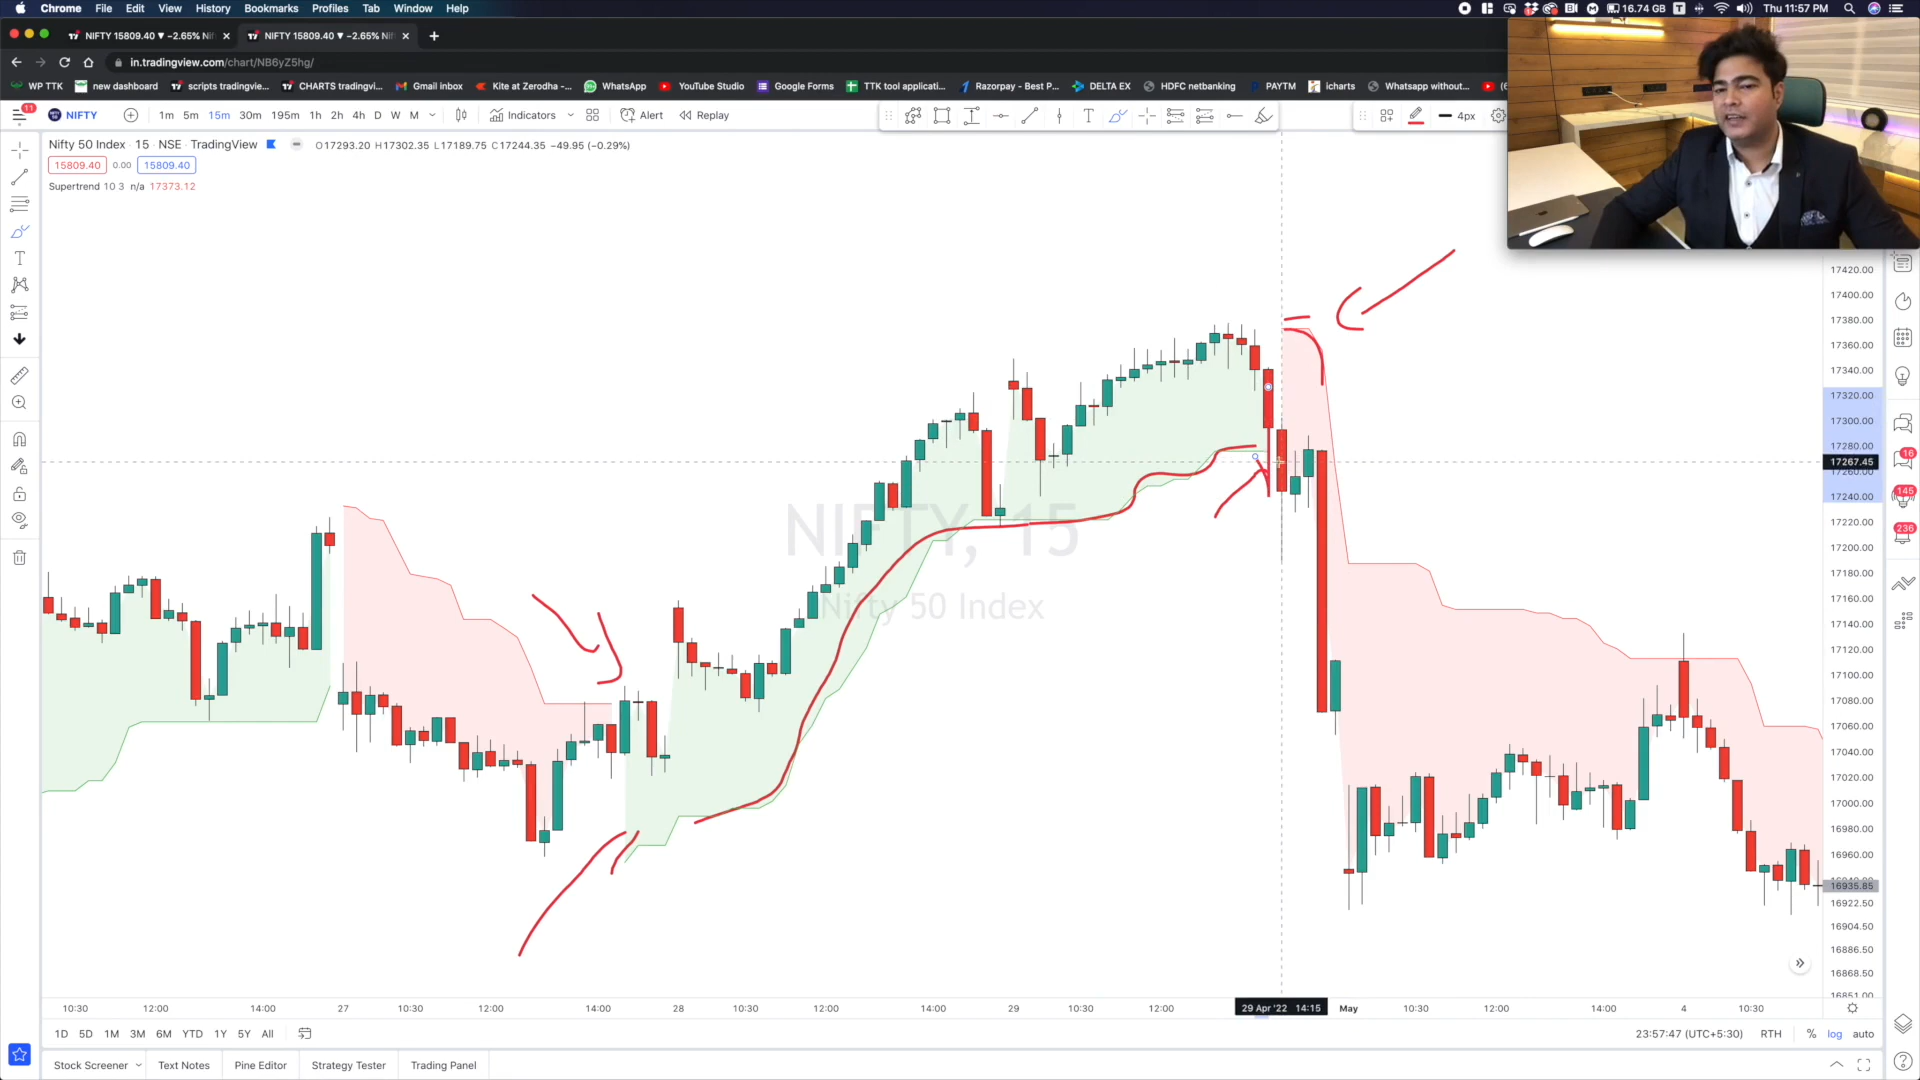 Chrome File Edit View History Bookmarks Profiles Tab Window Help 16.74 GB Thu 11:57 PM
NIFTY 15809.40 ▼ −2.65% Ni NIFTY 15809.40 ▼ −2.65% Ni
in.tradingview.com/chart/NB6yZ5hg/
WP TTK new dashboard scripts tradingvie... CHARTS tradingvi... Gmail inbox Kite at Zerodha -... WhatsApp YouTube Studio Google Forms TTK tool applicati... Razorpay - Best P... DELTA EX HDFC netbanking PAYTM icharts Whatsapp without...
11 NIFTY 1m 5m 15m 30m 195m 1h 2h 4h D W M Indicators Alert Replay T 4px
Nifty 50 Index · 15 · NSE · TradingView O17293.20 H17302.35 L17189.75 C17244.35 −49.95 (−0.29%)
15809.40 0.00 15809.40
Supertrend 10 3 n/a 17373.12
17420.00
17400.00
17380.00
17360.00
17340.00
17320.00
17300.00
17280.00
17267.45
17260.00
17240.00
17220.00
17200.00
17180.00
17160.00
17140.00
17120.00
17100.00
17080.00
17060.00
17040.00
17020.00
17000.00
16980.00
16960.00
16935.85
16922.50
16904.50
16886.50
16868.50
16851.00
16
145
236
NIFTY, 15
Nifty 50 Index
10:30 12:00 14:00 27 10:30 12:00 14:00 28 10:30 12:00 14:00 29 10:30 12:00 29 Apr '22 14:15 May 10:30 12:00 14:00 4 10:30
1D 5D 1M 3M 6M YTD 1Y 5Y All 23:57:47 (UTC+5:30) RTH % log auto
Stock Screener Text Notes Pine Editor Strategy Tester Trading Panel